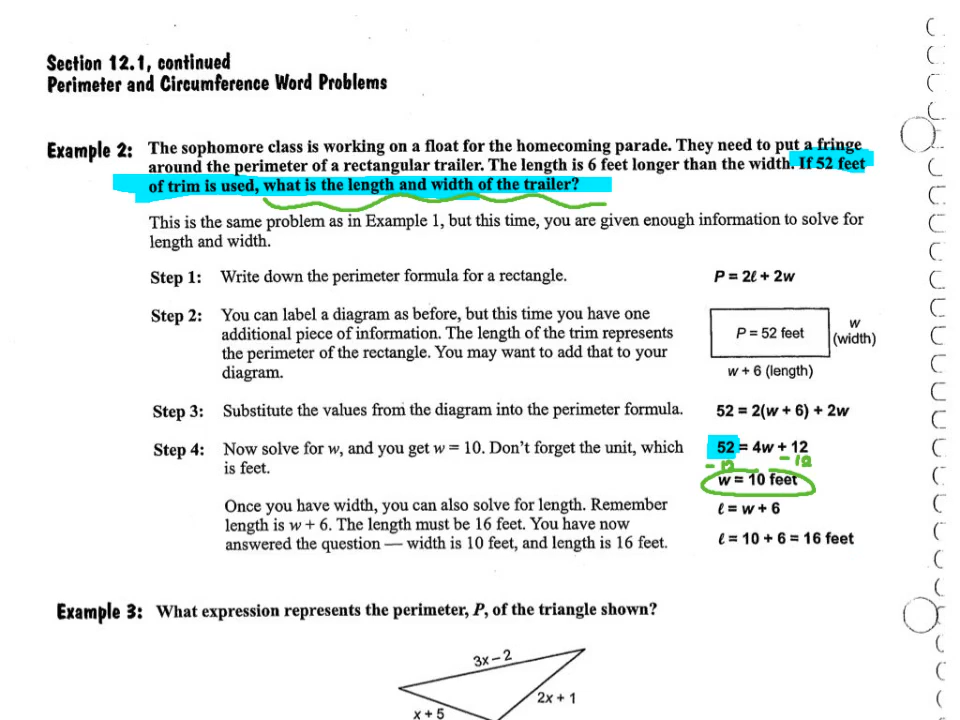 Section 12.1, continued
Perimeter and Circumference Word Problems
Example 2: The sophomore class is working on a float for the homecoming parade. They need to put a fringe
around the perimeter of a rectangular trailer. The length is 6 feet longer than the width. If 52 feet
of trim is used, what is the length and width of the trailer?
This is the same problem as in Example 1, but this time, you are given enough information to solve for
length and width.
Step 1: Write down the perimeter formula for a rectangle. P = 2ℓ + 2w
Step 2: You can label a diagram as before, but this time you have one
additional piece of information. The length of the trim represents
the perimeter of the rectangle. You may want to add that to your
diagram.
P = 52 feet
w
(width)
w + 6 (length)
Step 3: Substitute the values from the diagram into the perimeter formula. 52 = 2(w + 6) + 2w
Step 4: Now solve for w, and you get w = 10. Don't forget the unit, which
is feet.
52 = 4w + 12
- 12 - 12
w = 10 feet
Once you have width, you can also solve for length. Remember
length is w + 6. The length must be 16 feet. You have now
answered the question — width is 10 feet, and length is 16 feet.
ℓ = w + 6
ℓ = 10 + 6 = 16 feet
Example 3: What expression represents the perimeter, P, of the triangle shown?
3x – 2
2x + 1
x + 5